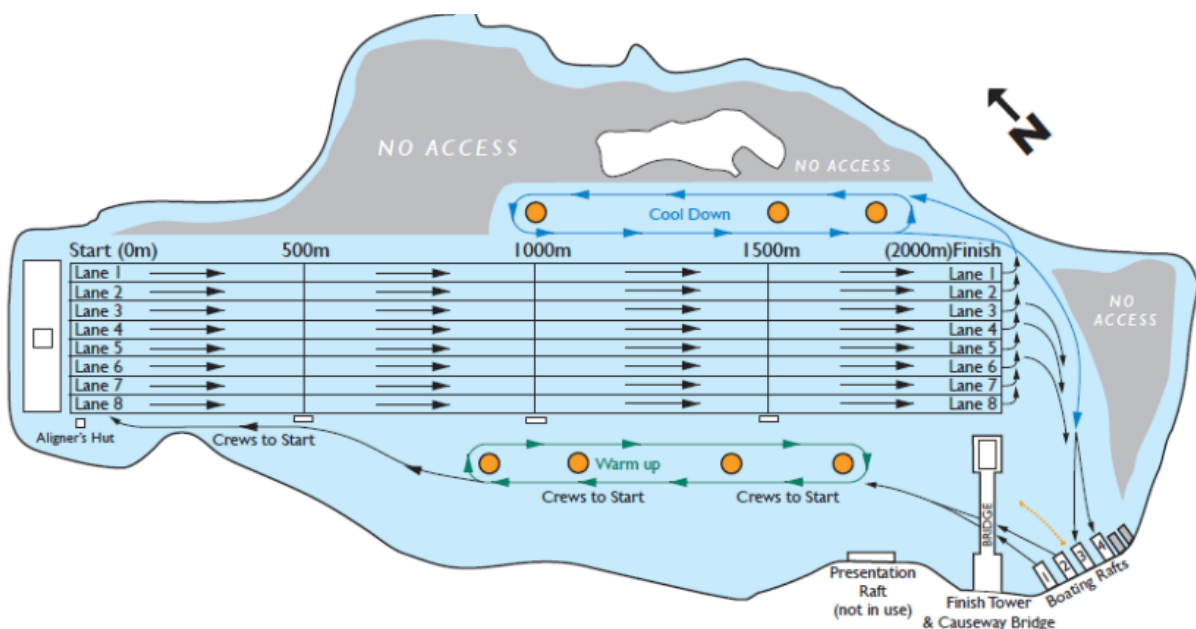 NO ACCESS
N
NO ACCESS
Cool Down
Start (0m) 500m 1000m 1500m (2000m)Finish
Lane 1 Lane 1
Lane 2 Lane 2
Lane 3 Lane 3
Lane 4 Lane 4
Lane 5 Lane 5
Lane 6 Lane 6
Lane 7 Lane 7
Lane 8 Lane 8
NO
ACCESS
Aligner's Hut
Crews to Start
Warm up
Crews to Start Crews to Start
BRIDGE
1 2 3 4
Boating Rafts
Presentation
Raft
(not in use)
Finish Tower
& Causeway Bridge